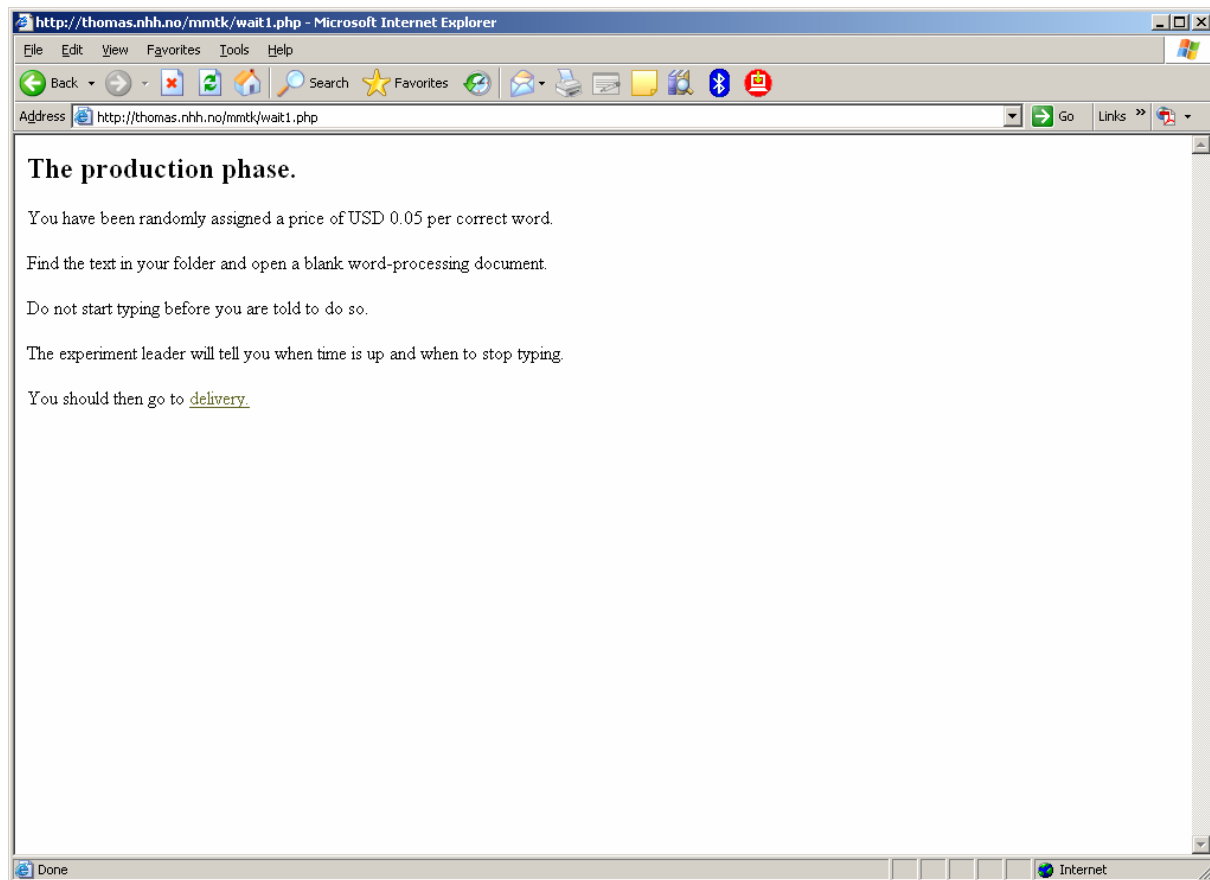 http://thomas.nhh.no/mmtk/wait1.php - Microsoft Internet Explorer
File Edit View Favorites Tools Help
Back Search Favorites
Address http://thomas.nhh.no/mmtk/wait1.php Go Links »
The production phase.
You have been randomly assigned a price of USD 0.05 per correct word.
Find the text in your folder and open a blank word-processing document.
Do not start typing before you are told to do so.
The experiment leader will tell you when time is up and when to stop typing.
You should then go to delivery.
Done Internet